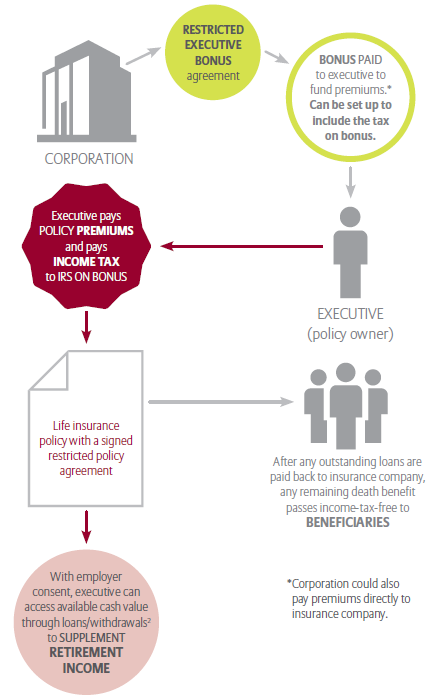 RESTRICTED
EXECUTIVE
BONUS
agreement
BONUS PAID
to executive to
fund premiums.*
Can be set up to
include the tax
on bonus.
CORPORATION
Executive pays
POLICY PREMIUMS
and pays
INCOME TAX
to IRS ON BONUS
EXECUTIVE
(policy owner)
Life insurance
policy with a signed
restricted policy
agreement
After any outstanding loans are
paid back to insurance company,
any remaining death benefit
passes income-tax-free to
BENEFICIARIES
With employer
consent, executive can
access available cash value
through loans/withdrawals²
to SUPPLEMENT
RETIREMENT
INCOME
*Corporation could also
pay premiums directly to
insurance company.